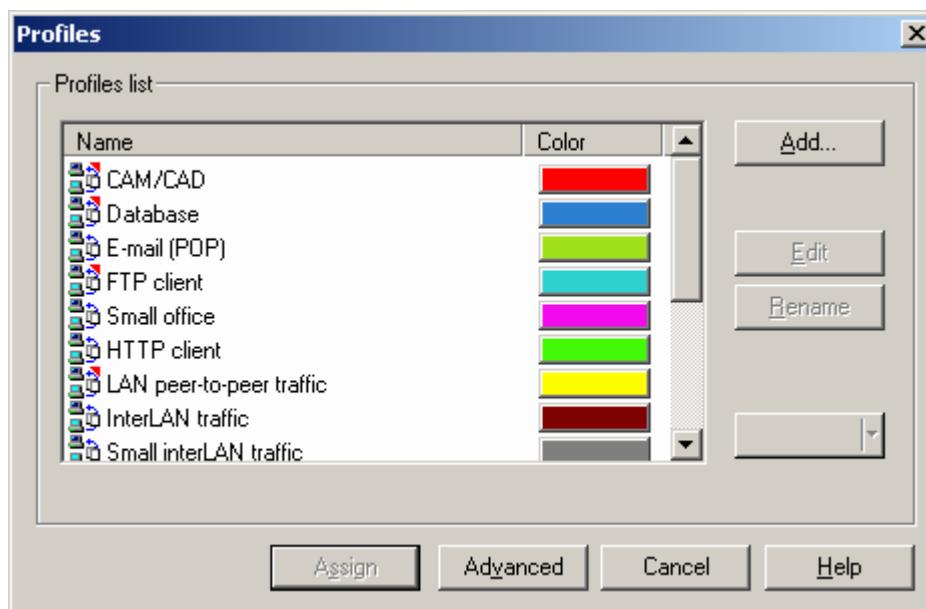 Profiles
Profiles list
Name Color
CAM/CAD
Database
E-mail (POP)
FTP client
Small office
HTTP client
LAN peer-to-peer traffic
InterLAN traffic
Small interLAN traffic
Add...
Edit
Rename
Assign Advanced Cancel Help